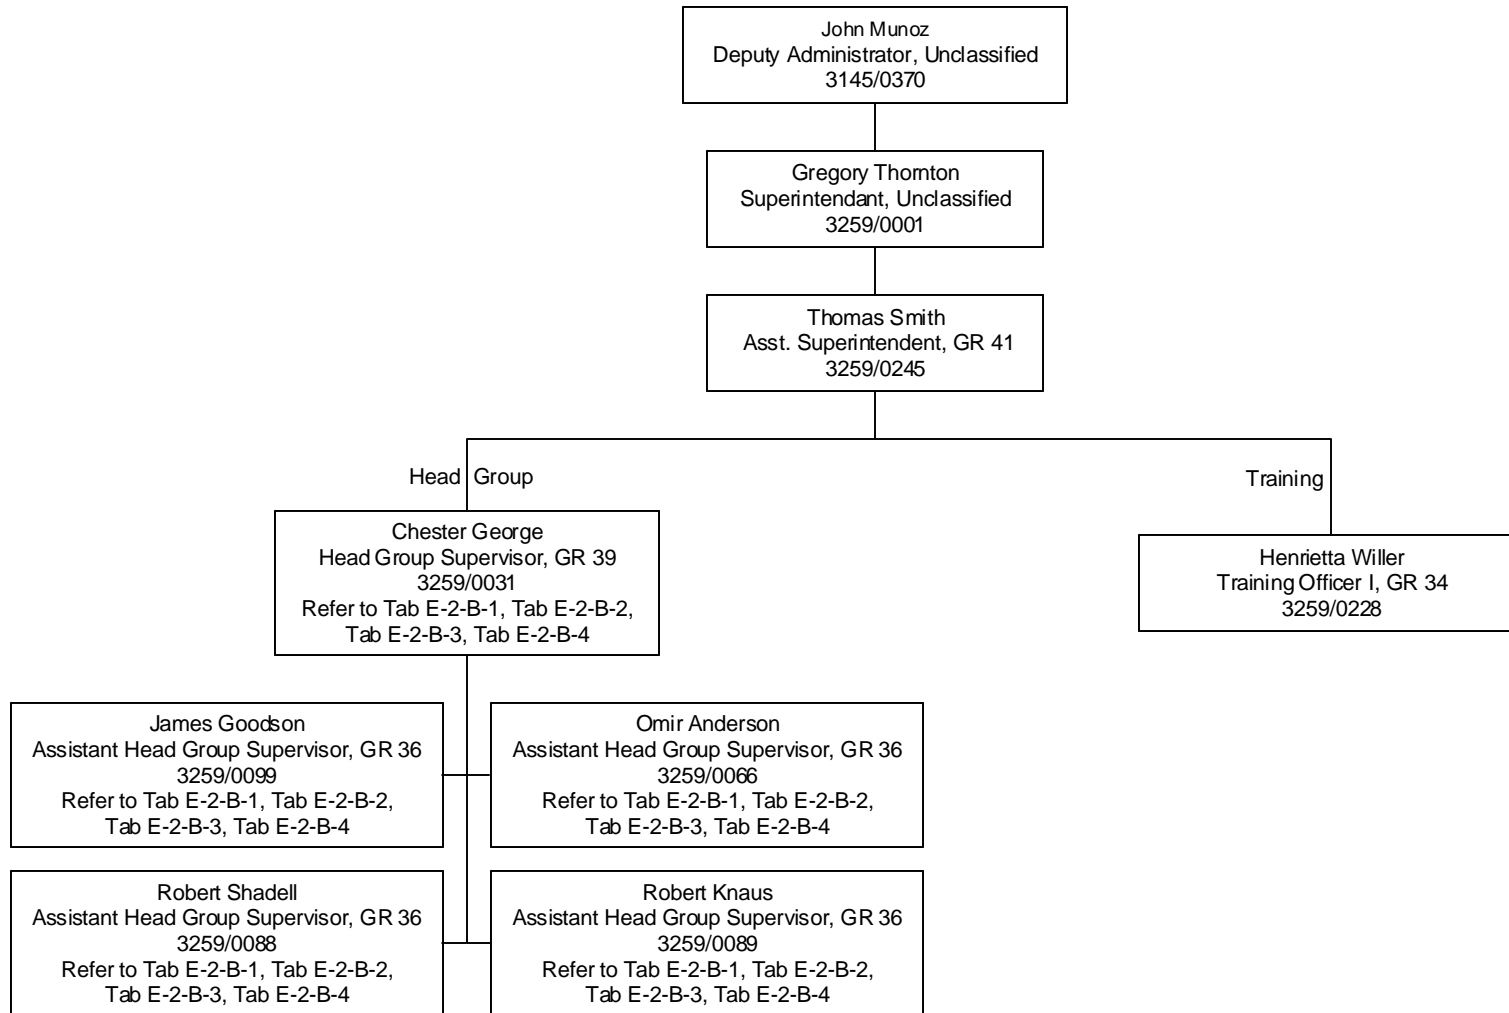 John Munoz
Deputy Administrator, Unclassified
3145/0370
Gregory Thornton
Superintendant, Unclassified
3259/0001
Thomas Smith
Asst. Superintendent, GR 41
3259/0245
Head Group
Training
Chester George
Head Group Supervisor, GR 39
3259/0031
Refer to Tab E-2-B-1, Tab E-2-B-2,
Tab E-2-B-3, Tab E-2-B-4
Henrietta Willer
Training Officer I, GR 34
3259/0228
James Goodson
Assistant Head Group Supervisor, GR 36
3259/0099
Refer to Tab E-2-B-1, Tab E-2-B-2,
Tab E-2-B-3, Tab E-2-B-4
Omir Anderson
Assistant Head Group Supervisor, GR 36
3259/0066
Refer to Tab E-2-B-1, Tab E-2-B-2,
Tab E-2-B-3, Tab E-2-B-4
Robert Shadell
Assistant Head Group Supervisor, GR 36
3259/0088
Refer to Tab E-2-B-1, Tab E-2-B-2,
Tab E-2-B-3, Tab E-2-B-4
Robert Knaus
Assistant Head Group Supervisor, GR 36
3259/0089
Refer to Tab E-2-B-1, Tab E-2-B-2,
Tab E-2-B-3, Tab E-2-B-4